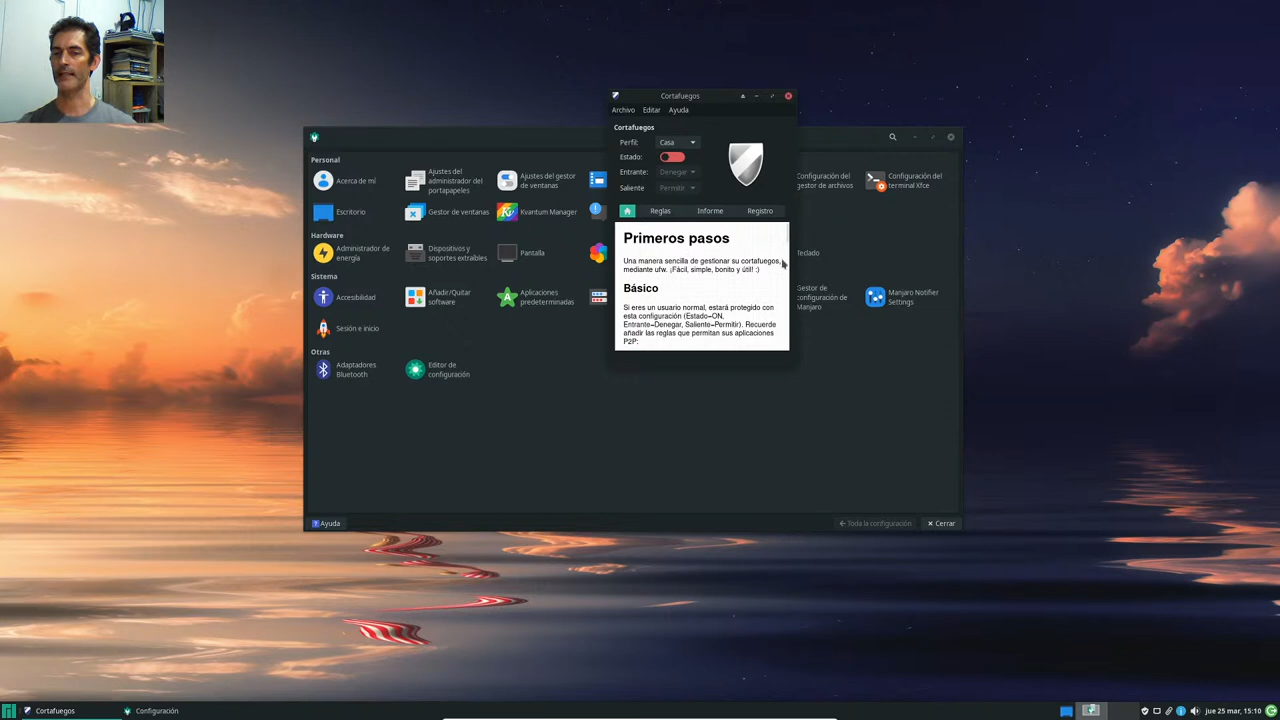 Cortafuegos
Archivo Editar Ayuda
Cortafuegos
Perfil: Casa
Estado:
Entrante: Denegar
Saliente Permitir
Reglas Informe Registro
Primeros pasos
Una manera sencilla de gestionar su cortafuegos,
mediante ufw. ¡Fácil, simple, bonito y útil! :)
Básico
Si eres un usuario normal, estará protegido con
esta configuración (Estado=ON,
Entrante=Denegar, Saliente=Permitir). Recuerde
añadir las reglas que permitan sus aplicaciones
P2P:
Personal
Acerca de mí
Ajustes del
administrador del
portapapeles
Ajustes del gestor
de ventanas
Configuración del
gestor de archivos
Configuración del
terminal Xfce
Escritorio
Gestor de ventanas
Kvantum Manager
Hardware
Administrador de
energía
Dispositivos y
soportes extraíbles
Pantalla
Sistema
Accesibilidad
Añadir/Quitar
software
Aplicaciones
predeterminadas
Gestor de
configuración de
Manjaro
Manjaro Notifier
Settings
Sesión e inicio
Otras
Adaptadores
Bluetooth
Editor de
configuración
Ayuda
Toda la configuración
Cerrar
Cortafuegos
Configuración
jue 25 mar, 15:10